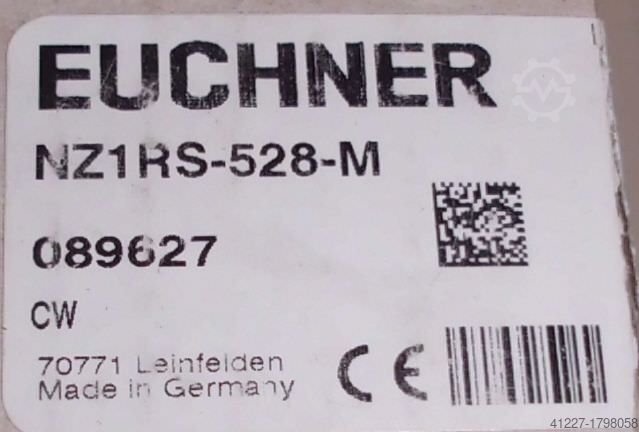 EUCHNER
NZ1RS-528-M
089627
CW
70771 Leinfelden
Made in Germany
CE
41227-1798058